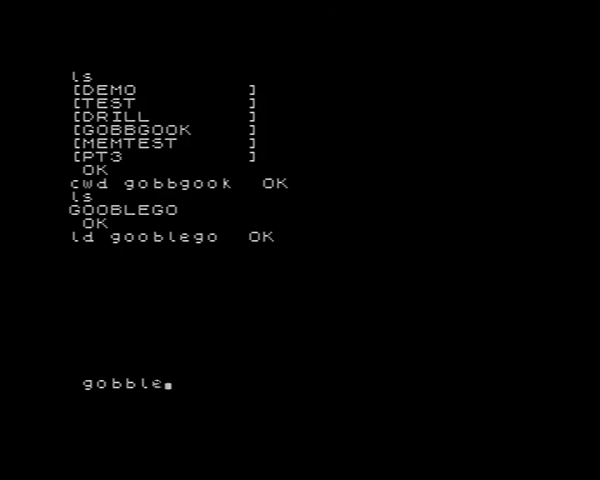 ls
[DEMO ]
[TEST ]
[DRILL ]
[GOBBGOOK ]
[MEMTEST ]
[PT3 ]
OK
cwd gobbgook OK
ls
GOOBLEGO
OK
ld gooblego OK
gobble